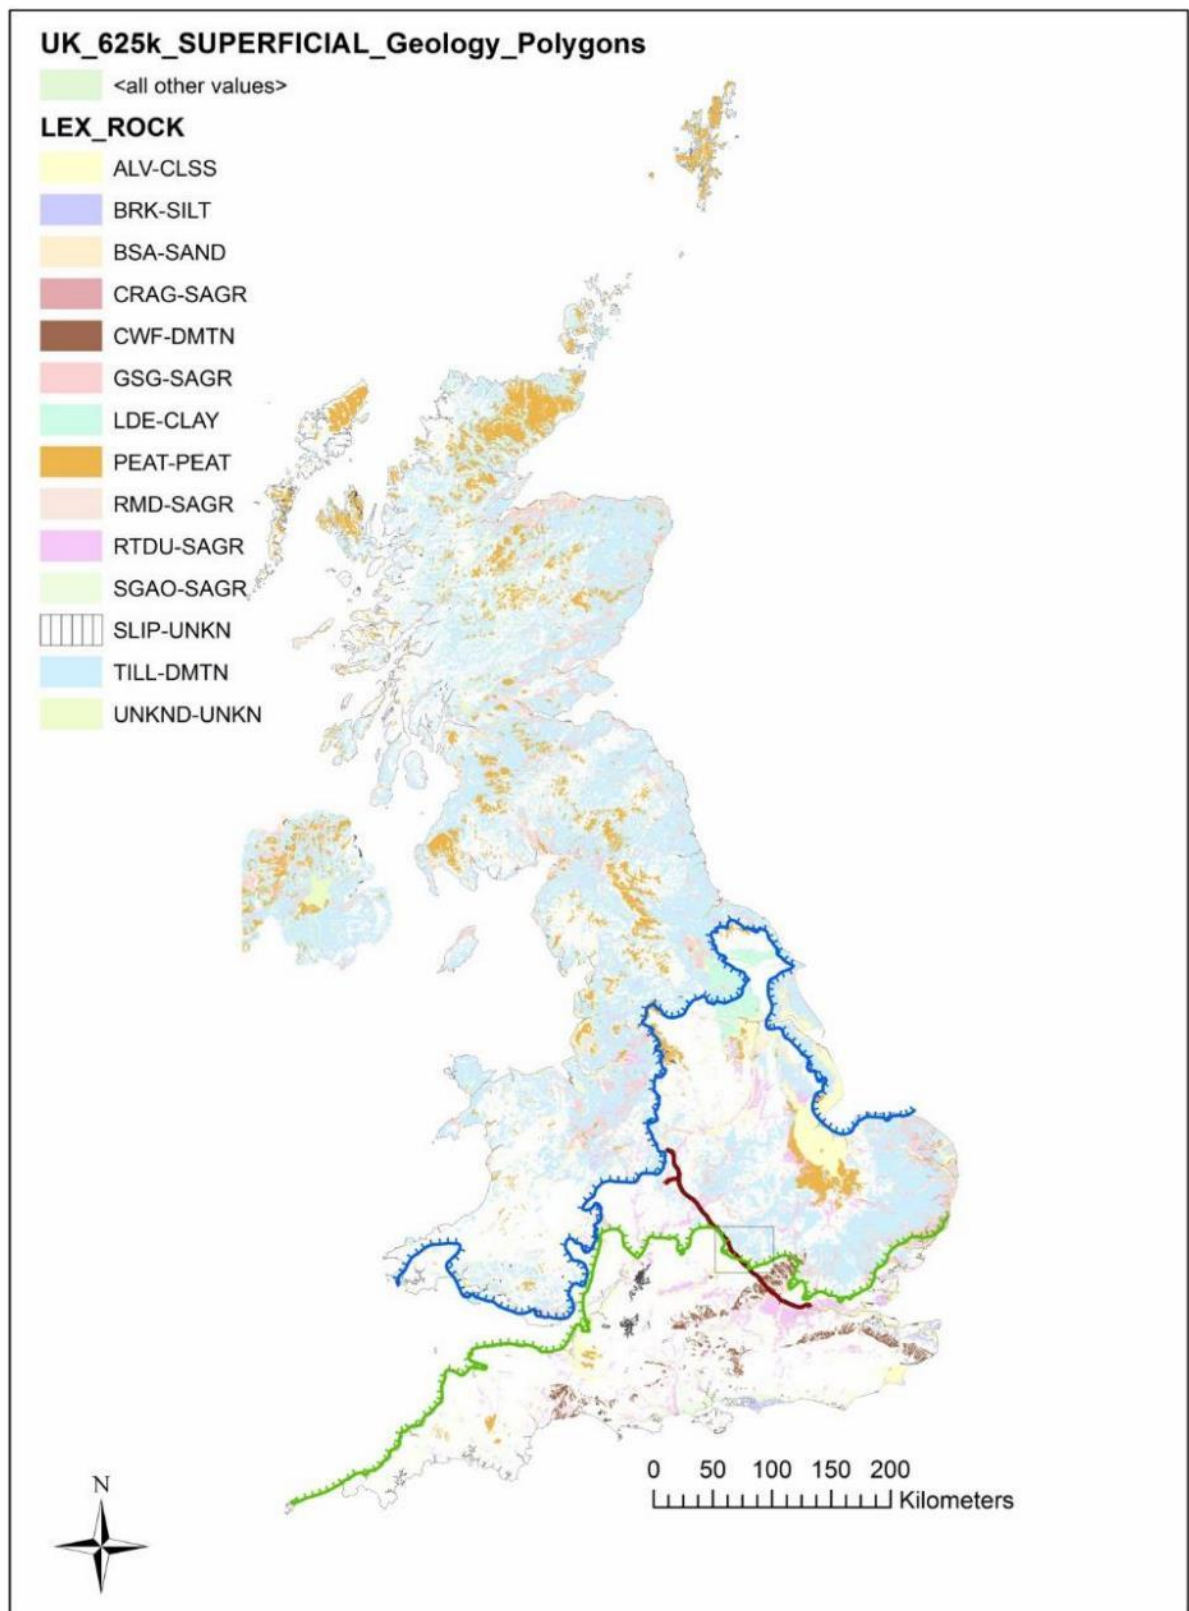 UK_625k_SUPERFICIAL_Geology_Polygons
<all other values>
LEX_ROCK
ALV-CLSS
BRK-SILT
BSA-SAND
CRAG-SAGR
CWF-DMTN
GSG-SAGR
LDE-CLAY
PEAT-PEAT
RMD-SAGR
RTDU-SAGR
SGAO-SAGR
SLIP-UNKN
TILL-DMTN
UNKND-UNKN
0 50 100 150 200
Kilometers
N